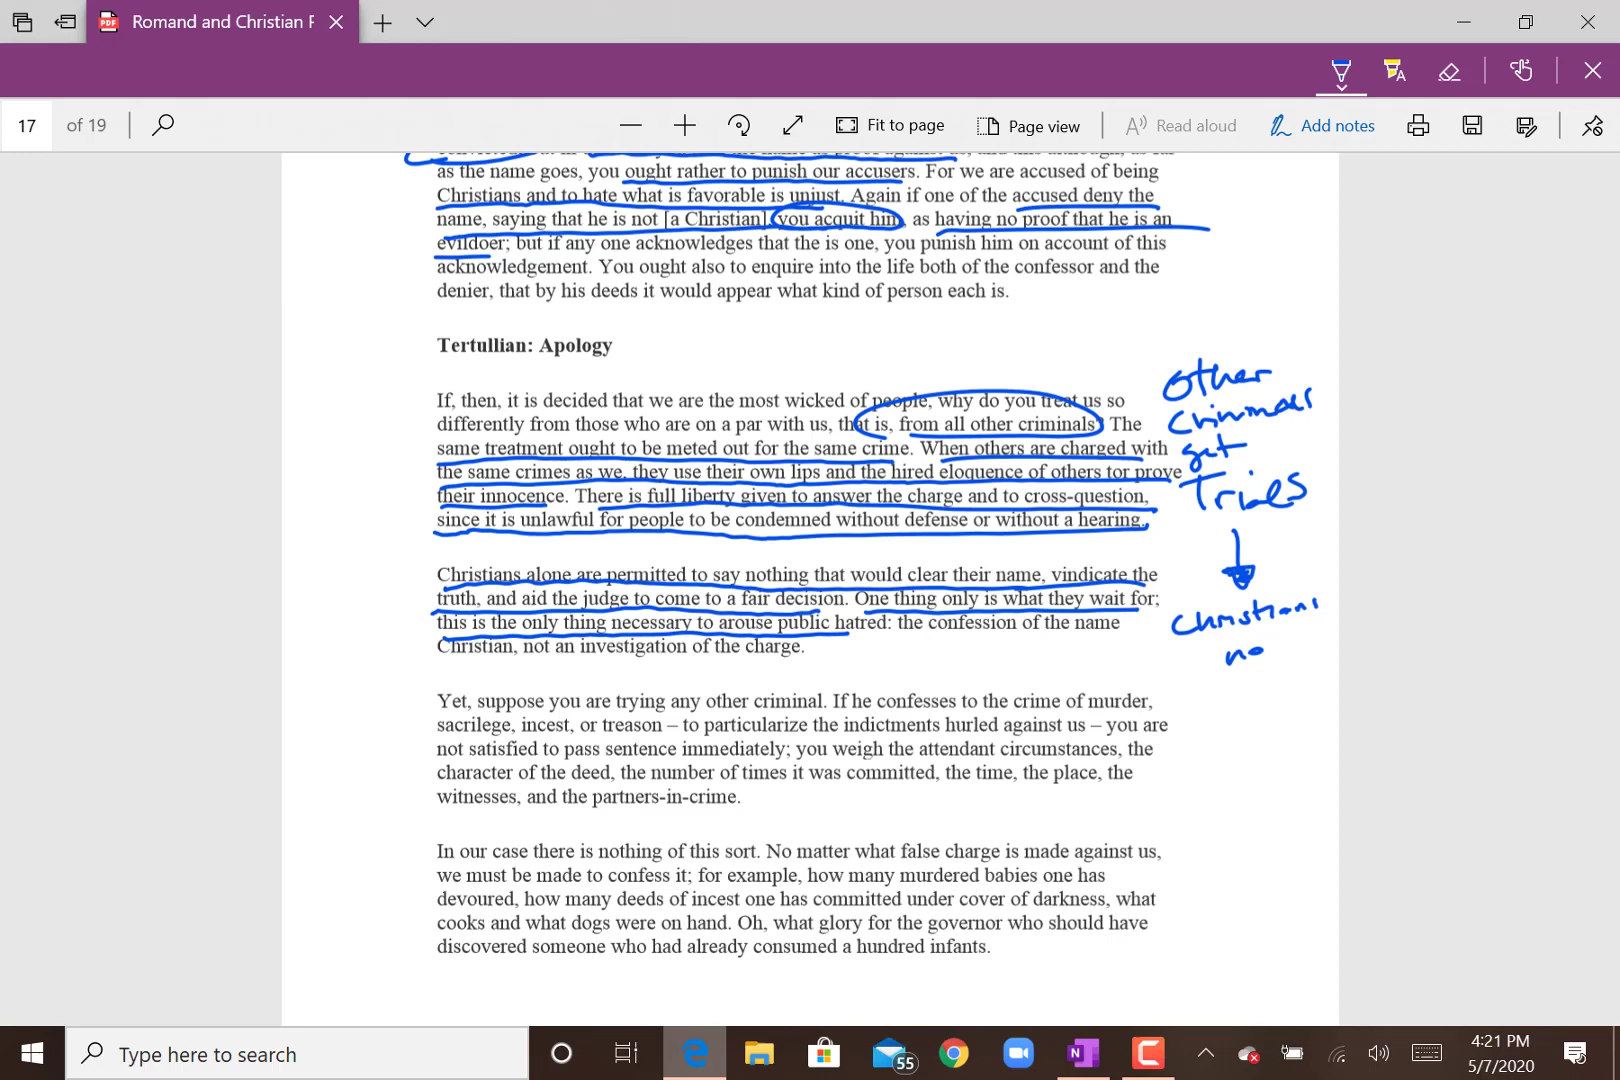 Romand and Christian F
17 of 19
Fit to page
Page view
Read aloud
Add notes
as the name goes, you ought rather to punish our accusers. For we are accused of being
Christians and to hate what is favorable is unjust. Again if one of the accused deny the
name, saying that he is not [a Christian], you acquit him, as having no proof that he is an
evildoer; but if any one acknowledges that the is one, you punish him on account of this
acknowledgement. You ought also to enquire into the life both of the confessor and the
denier, that by his deeds it would appear what kind of person each is.
Tertullian: Apology
If, then, it is decided that we are the most wicked of people, why do you treat us so
differently from those who are on a par with us, that is, from all other criminals? The
same treatment ought to be meted out for the same crime. When others are charged with
the same crimes as we, they use their own lips and the hired eloquence of others tor prove
their innocence. There is full liberty given to answer the charge and to cross-question,
since it is unlawful for people to be condemned without defense or without a hearing.
Christians alone are permitted to say nothing that would clear their name, vindicate the
truth, and aid the judge to come to a fair decision. One thing only is what they wait for;
this is the only thing necessary to arouse public hatred: the confession of the name
Christian, not an investigation of the charge.
Yet, suppose you are trying any other criminal. If he confesses to the crime of murder,
sacrilege, incest, or treason – to particularize the indictments hurled against us – you are
not satisfied to pass sentence immediately; you weigh the attendant circumstances, the
character of the deed, the number of times it was committed, the time, the place, the
witnesses, and the partners-in-crime.
In our case there is nothing of this sort. No matter what false charge is made against us,
we must be made to confess it; for example, how many murdered babies one has
devoured, how many deeds of incest one has committed under cover of darkness, what
cooks and what dogs were on hand. Oh, what glory for the governor who should have
discovered someone who had already consumed a hundred infants.
Other
criminals
get
Trials
Christians
no
Type here to search
55
4:21 PM
5/7/2020